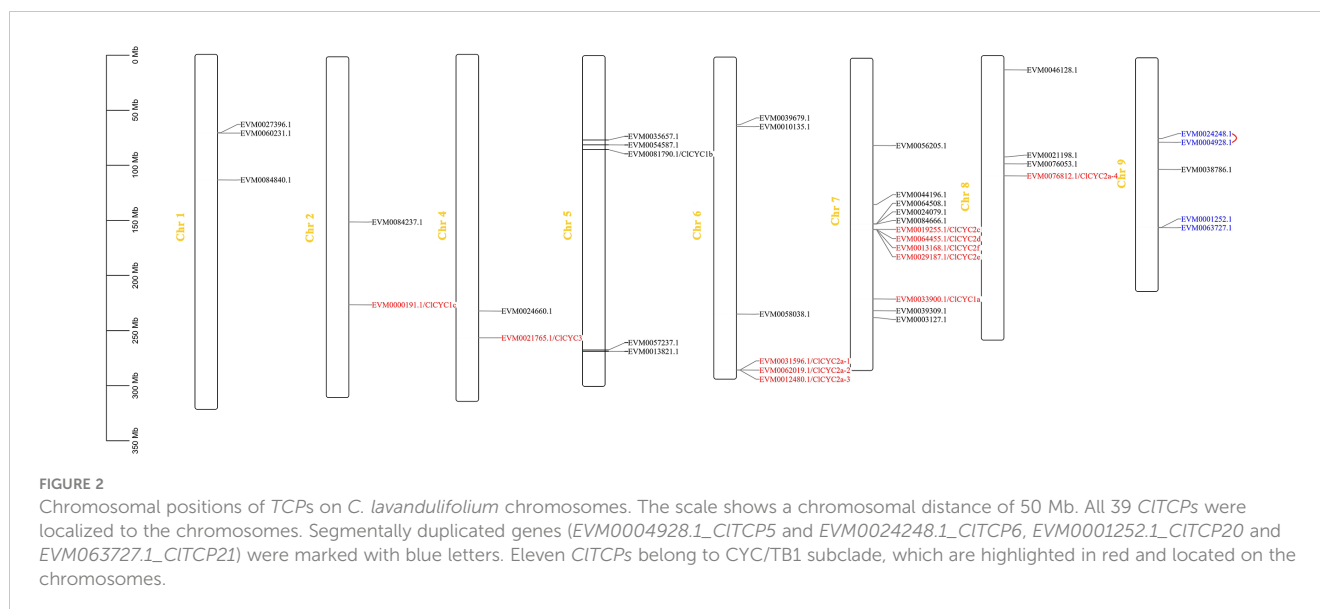 0 Mb
50 Mb
100 Mb
150 Mb
200 Mb
250 Mb
300 Mb
350 Mb
Chr 1
EVM0027396.1
EVM0060231.1
EVM0084840.1
Chr 2
EVM0084237.1
EVM0000191.1/ClCYC1c
Chr 4
EVM0024660.1
EVM0021765.1/ClCYC3
Chr 5
EVM0035657.1
EVM0054587.1
EVM0081790.1/ClCYC1b
EVM0057237.1
EVM0013821.1
Chr 6
EVM0039679.1
EVM0010135.1
EVM0058038.1
EVM0031596.1/ClCYC2a-1
EVM0062019.1/ClCYC2a-2
EVM0012480.1/ClCYC2a-3
Chr 7
EVM0056205.1
EVM0044196.1
EVM0064508.1
EVM0024079.1
EVM0084666.1
EVM0019255.1/ClCYC2c
EVM0064455.1/ClCYC2d
EVM0013168.1/ClCYC2f
EVM0029187.1/ClCYC2e
EVM0033900.1/ClCYC1a
EVM0039309.1
EVM0003127.1
Chr 8
EVM0046128.1
EVM0021198.1
EVM0076053.1
EVM0076812.1/ClCYC2a-4
Chr 9
EVM0024248.1
EVM0004928.1
EVM0038786.1
EVM0001252.1
EVM0063727.1
FIGURE 2
Chromosomal positions of TCPs on C. lavandulifolium chromosomes. The scale shows a chromosomal distance of 50 Mb. All 39 ClTCPs were
localized to the chromosomes. Segmentally duplicated genes (EVM0004928.1_ClTCP5 and EVM0024248.1_ClTCP6, EVM0001252.1_ClTCP20 and
EVM063727.1_ClTCP21) were marked with blue letters. Eleven ClTCPs belong to CYC/TB1 subclade, which are highlighted in red and located on the
chromosomes.